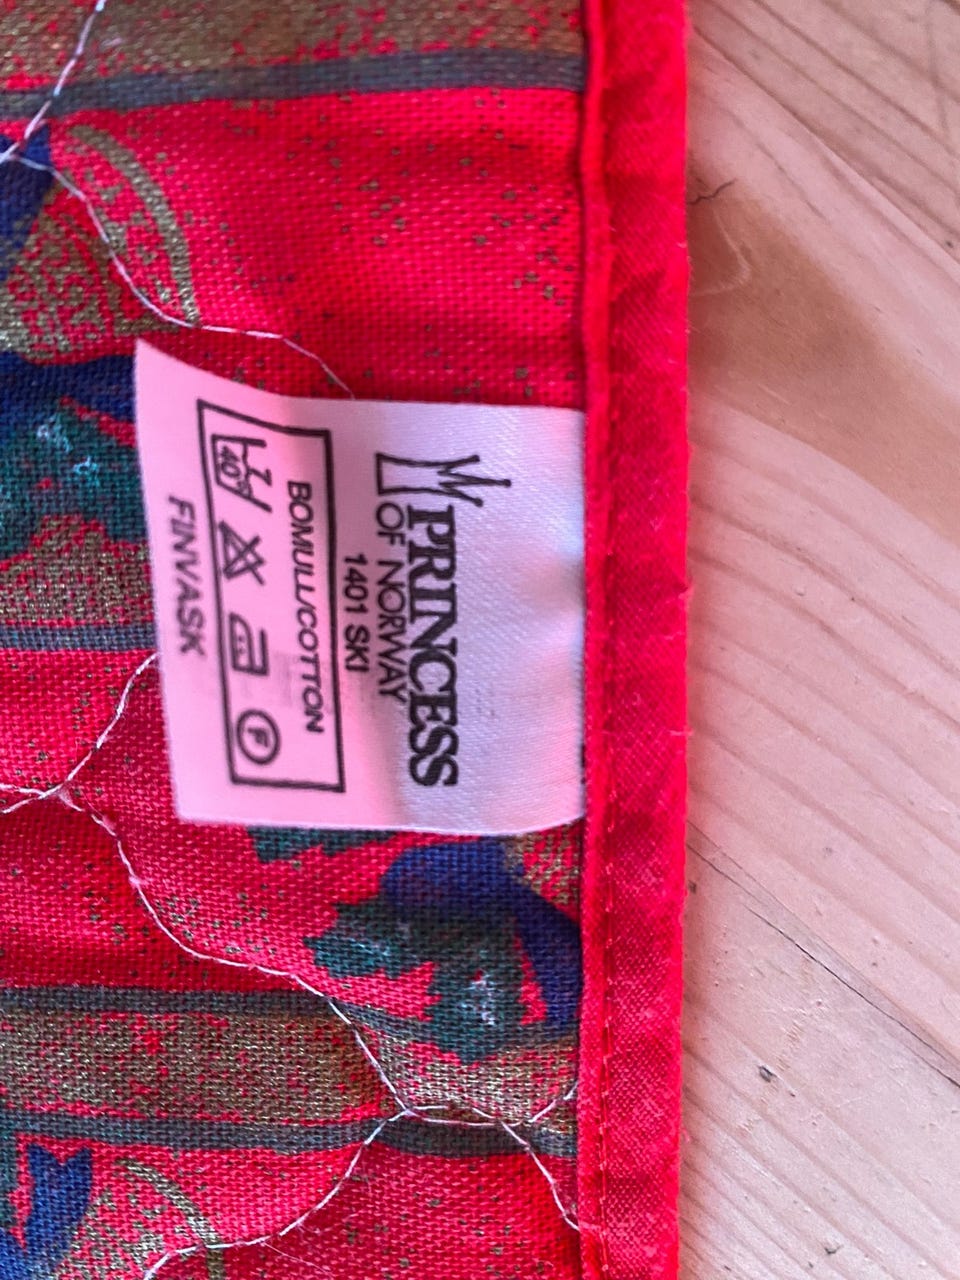 PRINCESS
OF NORWAY
1401 SKI
BOMULL/COTTON
40° F
FINVASK